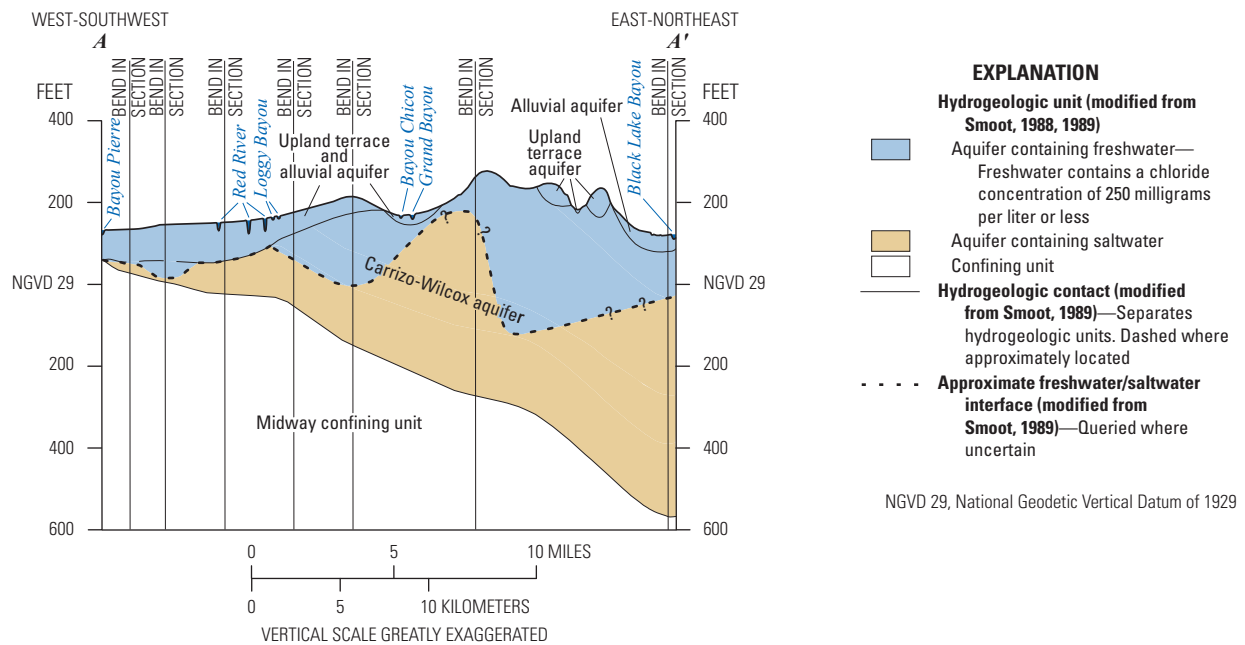 WEST-SOUTHWEST
A
EAST-NORTHEAST
A'
FEET
BEND IN
SECTION
BEND IN
SECTION
BEND IN
SECTION
BEND IN
SECTION
BEND IN
SECTION
BEND IN
SECTION
BEND IN
SECTION
FEET
400
200
NGVD 29
200
400
600
400
200
NGVD 29
200
400
600
Bayou Pierre
Red River
Loggy Bayou
Bayou Chicot
Grand Bayou
Black Lake Bayou
Upland terrace
and
alluvial aquifer
Alluvial aquifer
Upland
terrace
aquifer
?
?
?
?
Carrizo-Wilcox aquifer
Midway confining unit
0
5
10 MILES
0
5
10 KILOMETERS
VERTICAL SCALE GREATLY EXAGGERATED
EXPLANATION
Hydrogeologic unit (modified from
Smoot, 1988, 1989)
Aquifer containing freshwater—
Freshwater contains a chloride
concentration of 250 milligrams
per liter or less
Aquifer containing saltwater
Confining unit
Hydrogeologic contact (modified
from Smoot, 1989)—Separates
hydrogeologic units. Dashed where
approximately located
Approximate freshwater/saltwater
interface (modified from
Smoot, 1989)—Queried where
uncertain
NGVD 29, National Geodetic Vertical Datum of 1929